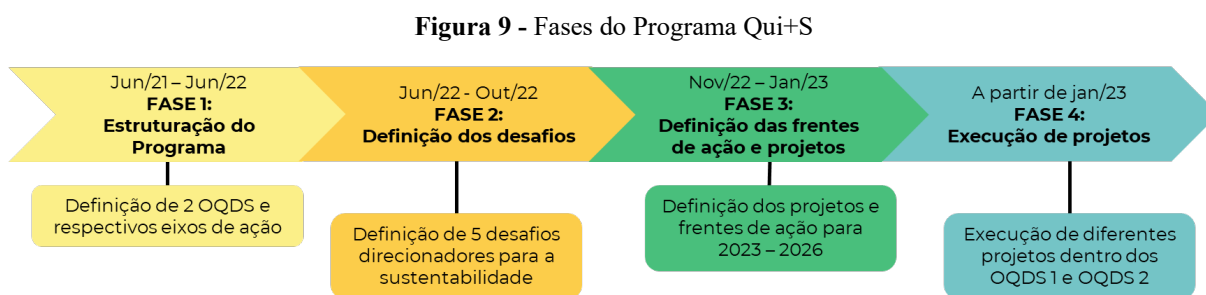 Figura 9 - Fases do Programa Qui+S
Jun/21 – Jun/22
FASE 1:
Estruturação do
Programa
Definição de 2 OQDS e
respectivos eixos de ação
Jun/22 - Out/22
FASE 2:
Definição dos desafios
Definição de 5 desafios
direcionadores para a
sustentabilidade
Nov/22 – Jan/23
FASE 3:
Definição das frentes
de ação e projetos
Definição dos projetos e
frentes de ação para
2023 – 2026
A partir de jan/23
FASE 4:
Execução de projetos
Execução de diferentes
projetos dentro dos
OQDS 1 e OQDS 2